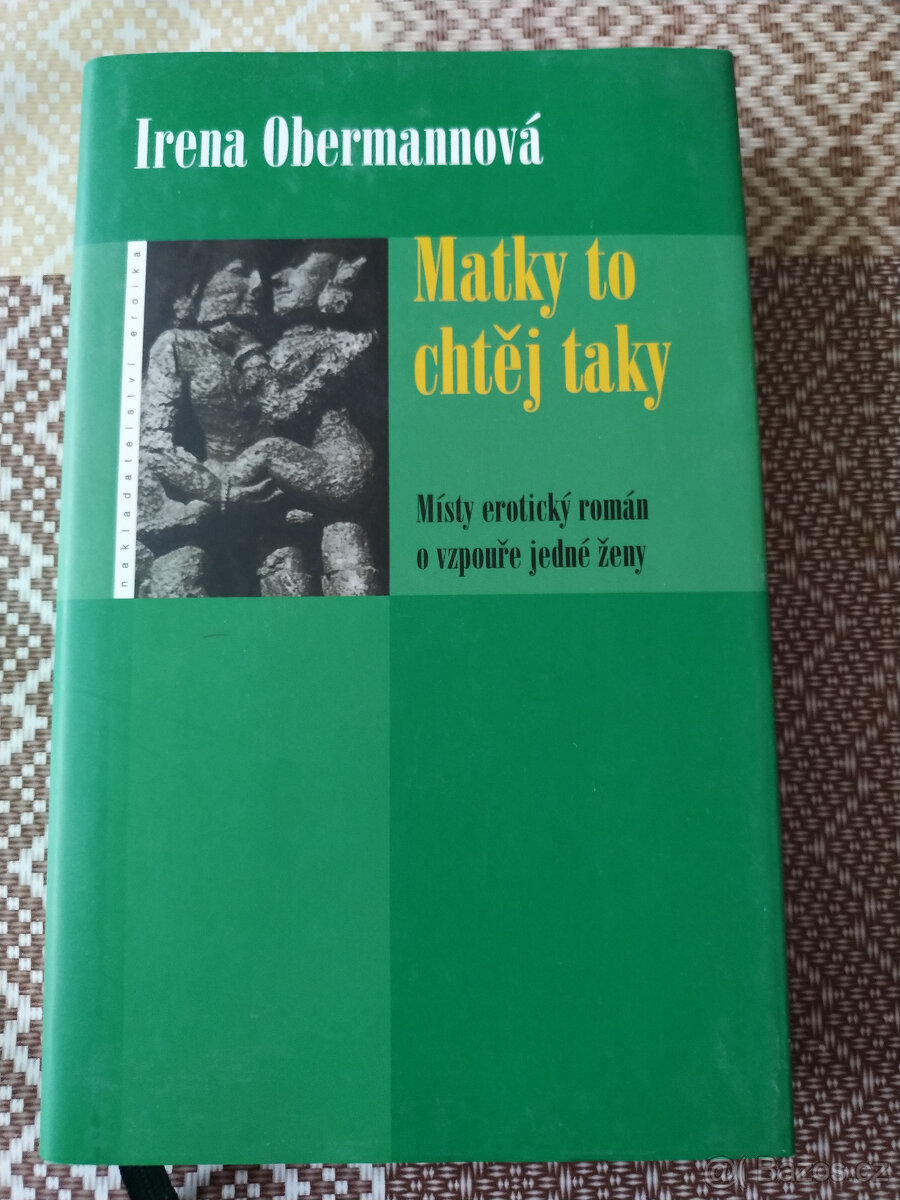 Irena Obermannová
Matky to
chtěj taky
Místy erotický román
o vzpouře jedné ženy
nakladatelství eroika
Bazos.cz